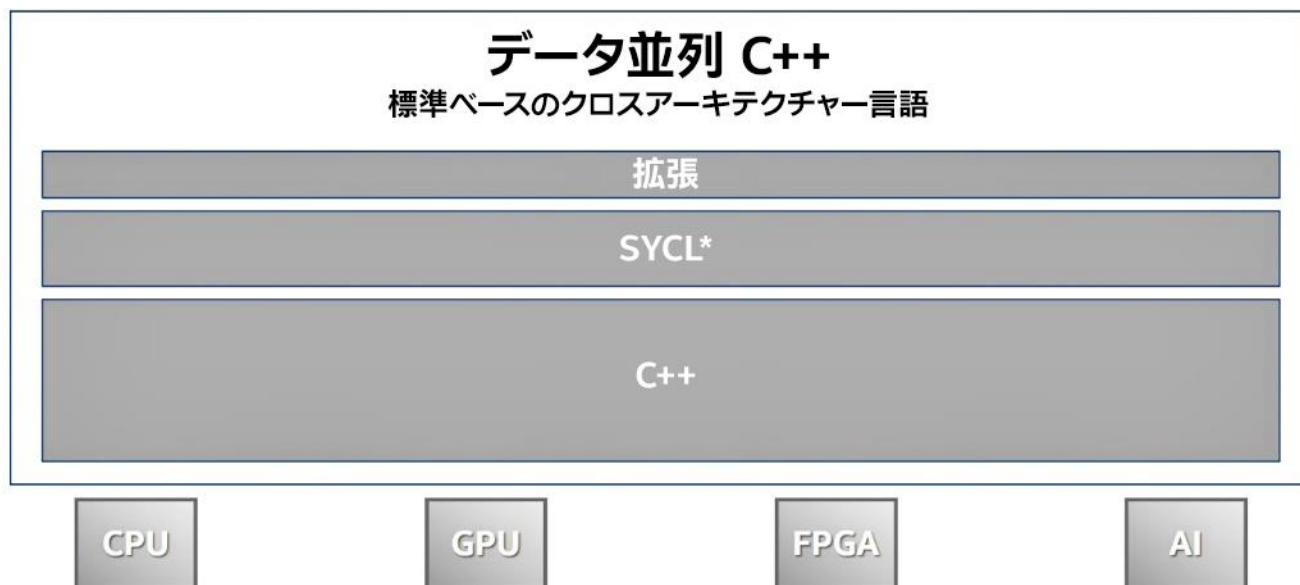 データ並列 C++
標準ベースのクロスアーキテクチャー言語
拡張
SYCL*
C++
CPU
GPU
FPGA
AI